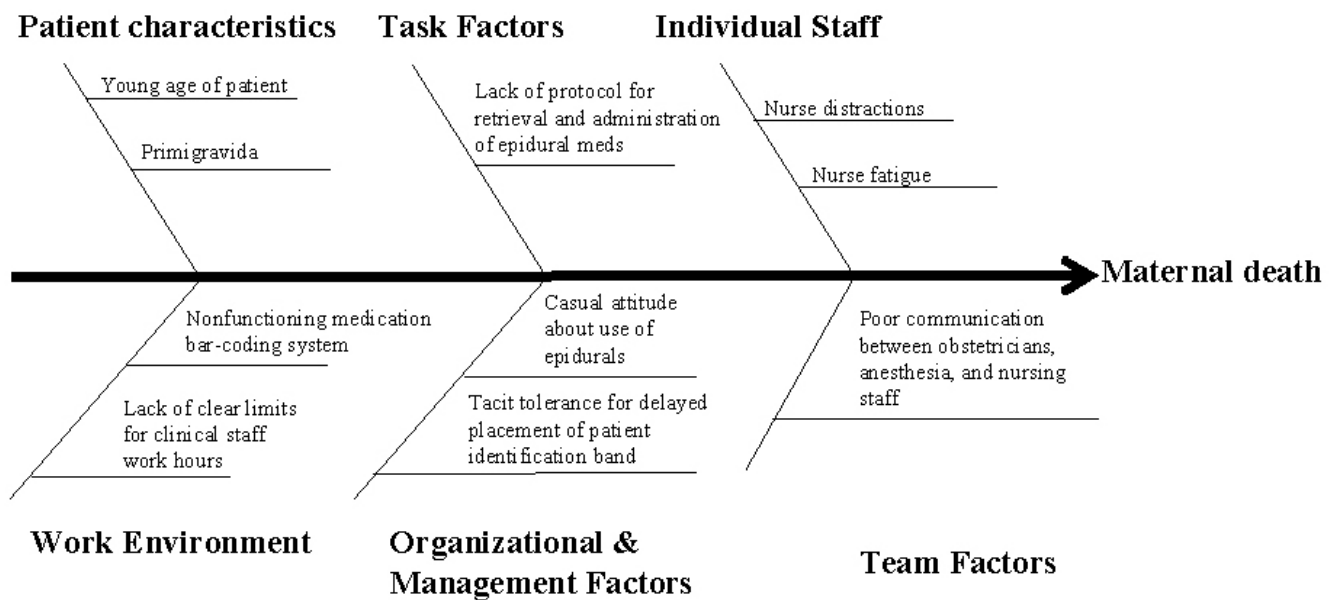 Patient characteristics
Task Factors
Individual Staff
Young age of patient
Primigravida
Lack of protocol for
retrieval and administration
of epidural meds
Nurse distractions
Nurse fatigue
Maternal death
Nonfunctioning medication
bar-coding system
Lack of clear limits
for clinical staff
work hours
Casual attitude
about use of
epidurals
Tacit tolerance for delayed
placement of patient
identification band
Poor communication
between obstetricians,
anesthesia, and nursing
staff
Work Environment
Organizational &
Management Factors
Team Factors